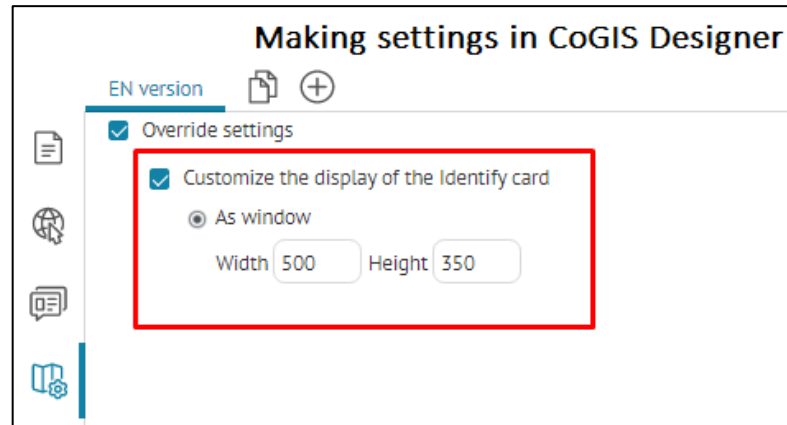 Making settings in CoGIS Designer
EN version
Override settings
Customize the display of the Identify card
As window
Width 500 Height 350